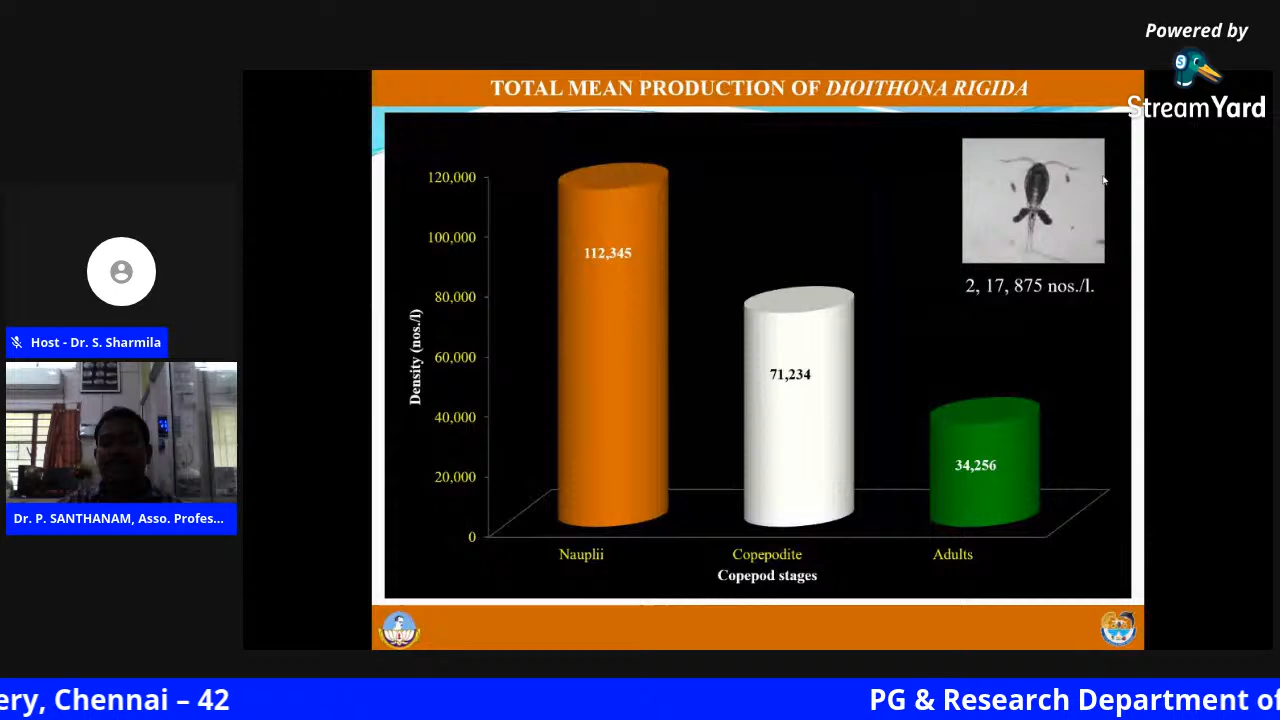 Powered by
StreamYard
TOTAL MEAN PRODUCTION OF DIOITHONA RIGIDA
120,000
100,000
80,000
60,000
40,000
20,000
0
Density (nos./l)
112,345
71,234
34,256
2, 17, 875 nos./l.
Nauplii
Copepodite
Adults
Copepod stages
Host - Dr. S. Sharmila
Dr. P. SANTHANAM, Asso. Profes...
ery, Chennai – 42
PG & Research Department of